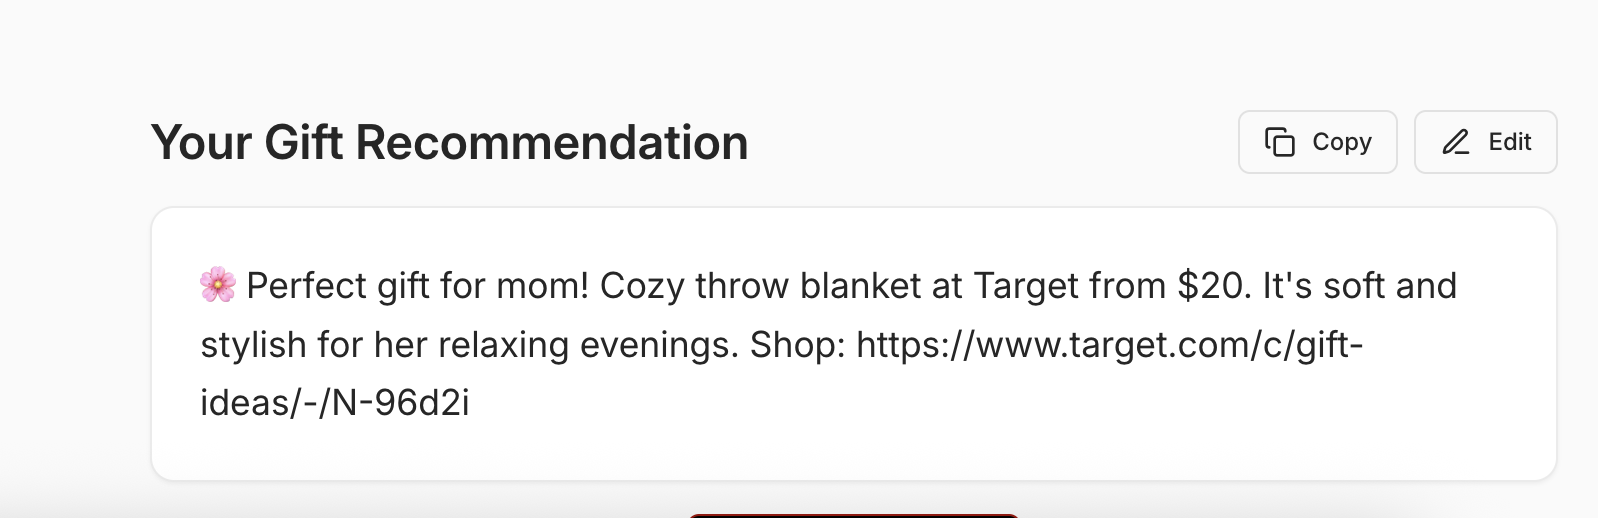 Your Gift Recommendation
Copy
Edit
🌸 Perfect gift for mom! Cozy throw blanket at Target from $20. It's soft and
stylish for her relaxing evenings. Shop: https://www.target.com/c/gift-
ideas/-/N-96d2i